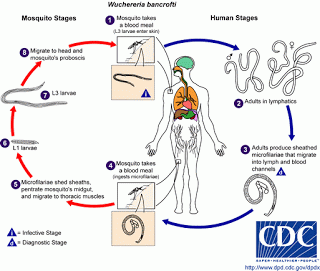 Mosquito Stages
Wuchereria bancrofti
Human Stages
1
Mosquito takes
a blood meal
(L3 larvae enter skin)
i
2
Adults in lymphatics
3
Adults produce sheathed
microfilariae that migrate
into lymph and blood
channels
d
4
Mosquito takes
a blood meal
(ingests microfilariae)
5
Microfilariae shed sheaths,
pentrate mosquito's midgut,
and migrate to thoracic muscles
6
L1 larvae
7
L3 larvae
8
Migrate to head and
mosquito's proboscis
i = Infective Stage
d = Diagnostic Stage
CDC
SAFER·HEALTHIER·PEOPLE™
http://www.dpd.cdc.gov/dpdx